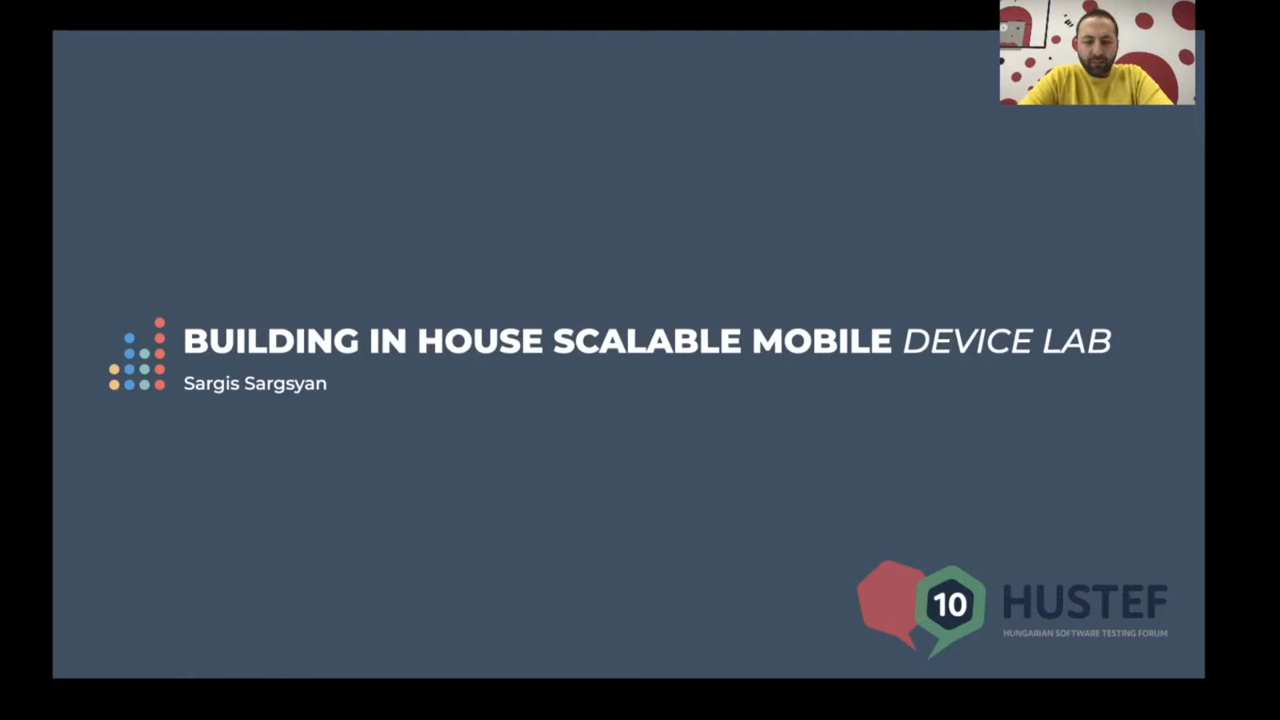 BUILDING IN HOUSE SCALABLE MOBILE DEVICE LAB
Sargis Sargsyan
10 HUSTEF
HUNGARIAN SOFTWARE TESTING FORUM